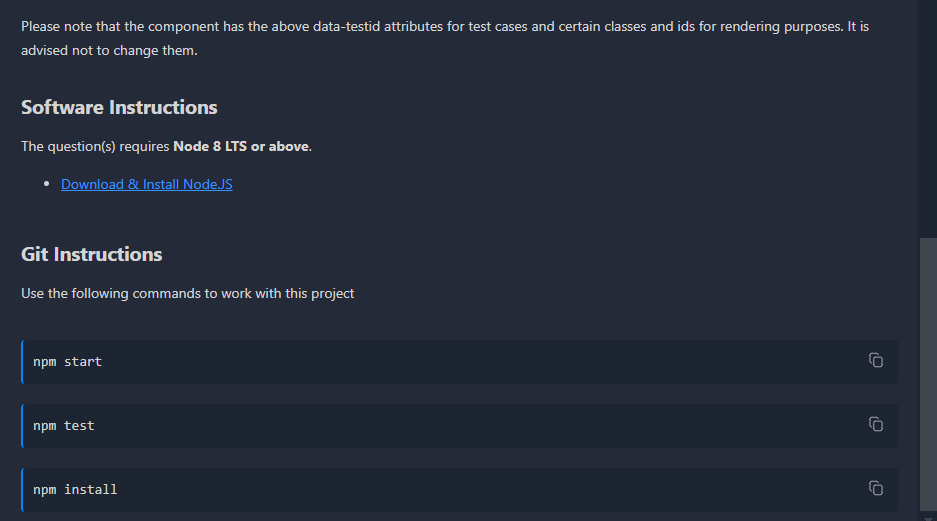 Please note that the component has the above data-testid attributes for test cases and certain classes and ids for rendering purposes. It is
advised not to change them.
Software Instructions
The question(s) requires Node 8 LTS or above.
Download & Install NodeJS
Git Instructions
Use the following commands to work with this project
npm start
npm test
npm install